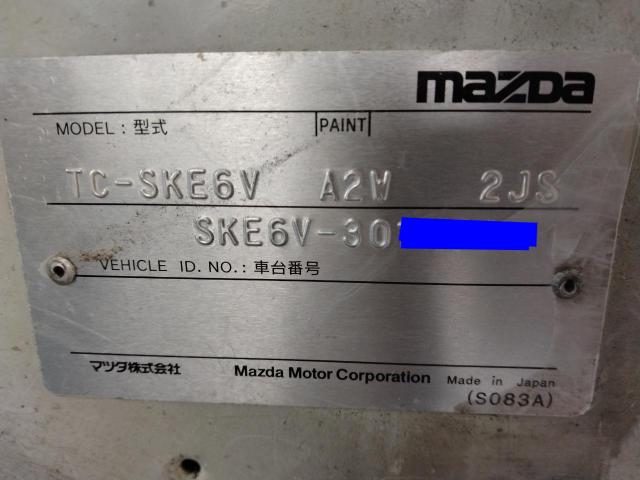 mazda
MODEL : 型式 PAINT
TC-SKE6V A2W 2JS
SKE6V-30
VEHICLE ID. NO. : 車台番号
マツダ株式会社 Mazda Motor Corporation Made in Japan
(S083A)